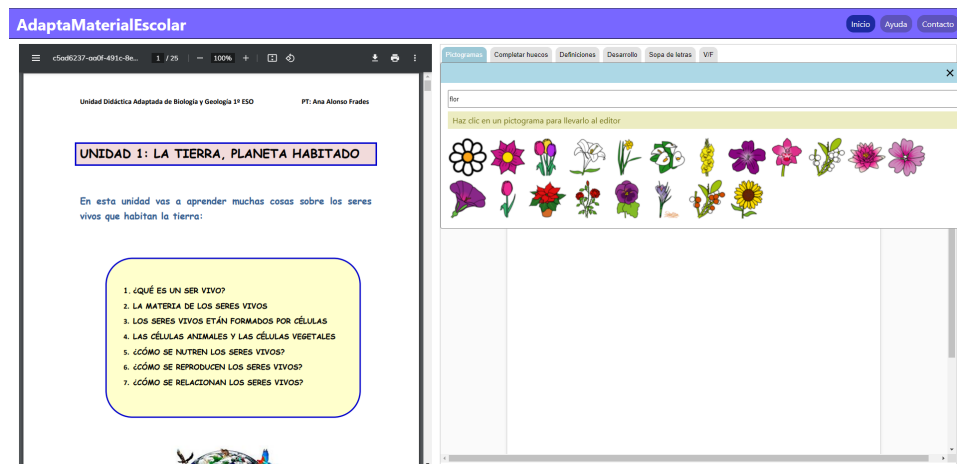 AdaptaMaterialEscolar
Inicio Ayuda Contacto
c5ad6237-aa0f-491c-8e... 1 / 25 100%
Pictogramas Completar huecos Definiciones Desarrollo Sopa de letras V/F
flor
Haz clic en un pictograma para llevarlo al editor
Unidad Didáctica Adaptada de Biología y Geología 1º ESO PT: Ana Alonso Frades
UNIDAD 1: LA TIERRA, PLANETA HABITADO
En esta unidad vas a aprender muchas cosas sobre los seres
vivos que habitan la tierra:
1. ¿QUÉ ES UN SER VIVO?
2. LA MATERIA DE LOS SERES VIVOS
3. LOS SERES VIVOS ETÁN FORMADOS POR CÉLULAS
4. LAS CÉLULAS ANIMALES Y LAS CÉLULAS VEGETALES
5. ¿CÓMO SE NUTREN LOS SERES VIVOS?
6. ¿CÓMO SE REPRODUCEN LOS SERES VIVOS?
7. ¿CÓMO SE RELACIONAN LOS SERES VIVOS?